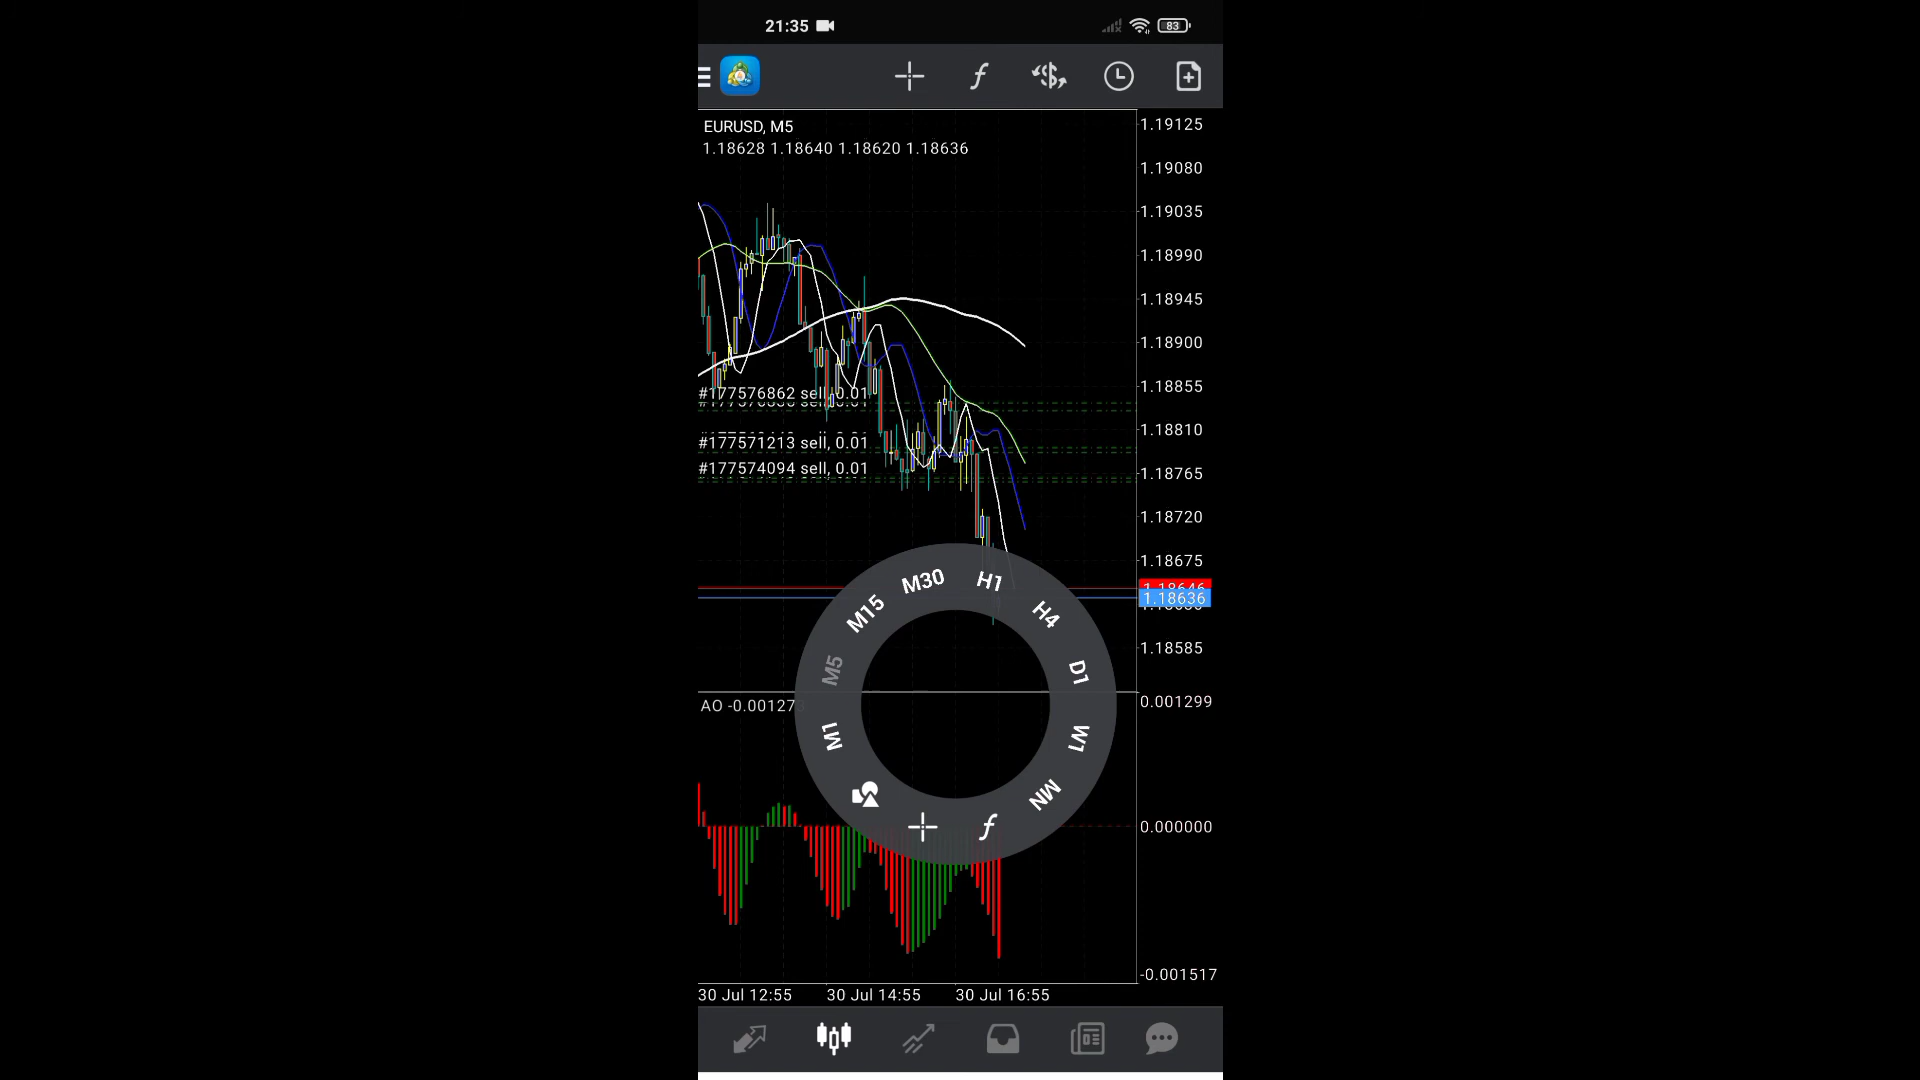 21:35
83
EURUSD, M5
1.18628 1.18640 1.18620 1.18636
1.19125
1.19080
1.19035
1.18990
1.18945
1.18900
1.18855
1.18810
1.18765
1.18720
1.18675
1.18646
1.18636
1.18585
#177576862 sell, 0.01
#177571213 sell, 0.01
#177574094 sell, 0.01
M1
M5
M15
M30
H1
H4
D1
W1
MN
f
AO -0.001273
0.001299
0.000000
-0.001517
30 Jul 12:55 30 Jul 14:55 30 Jul 16:55